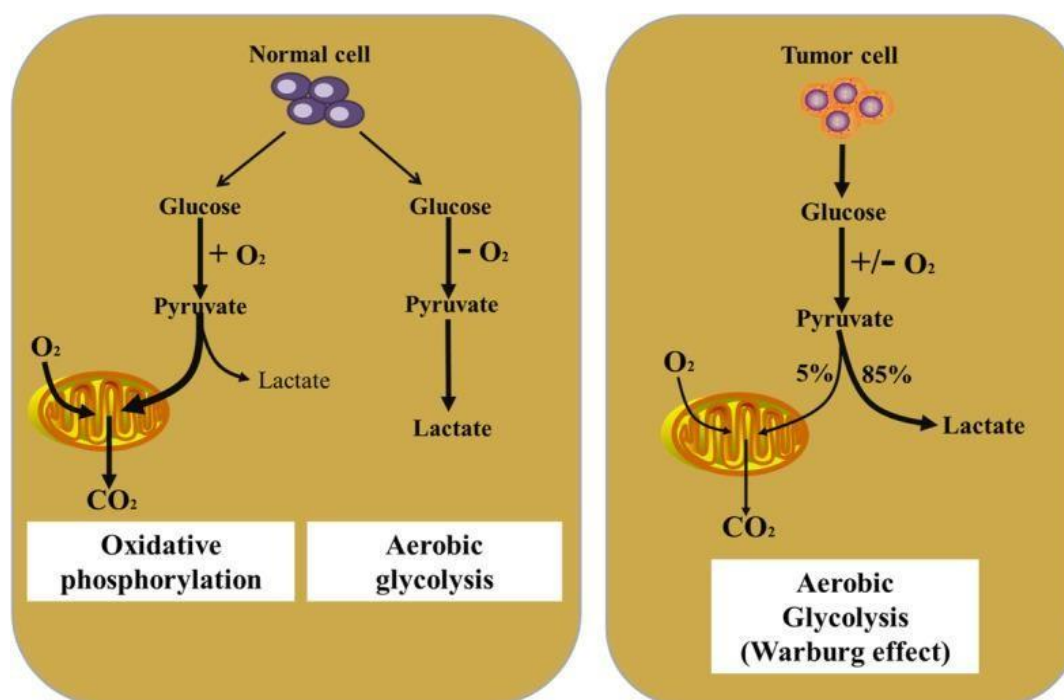 Normal cell
Glucose
+ O₂
Pyruvate
O₂
Lactate
CO₂
Oxidative
phosphorylation
Glucose
- O₂
Pyruvate
Lactate
Aerobic
glycolysis
Tumor cell
Glucose
+/- O₂
Pyruvate
O₂
5%
85%
Lactate
CO₂
Aerobic
Glycolysis
(Warburg effect)